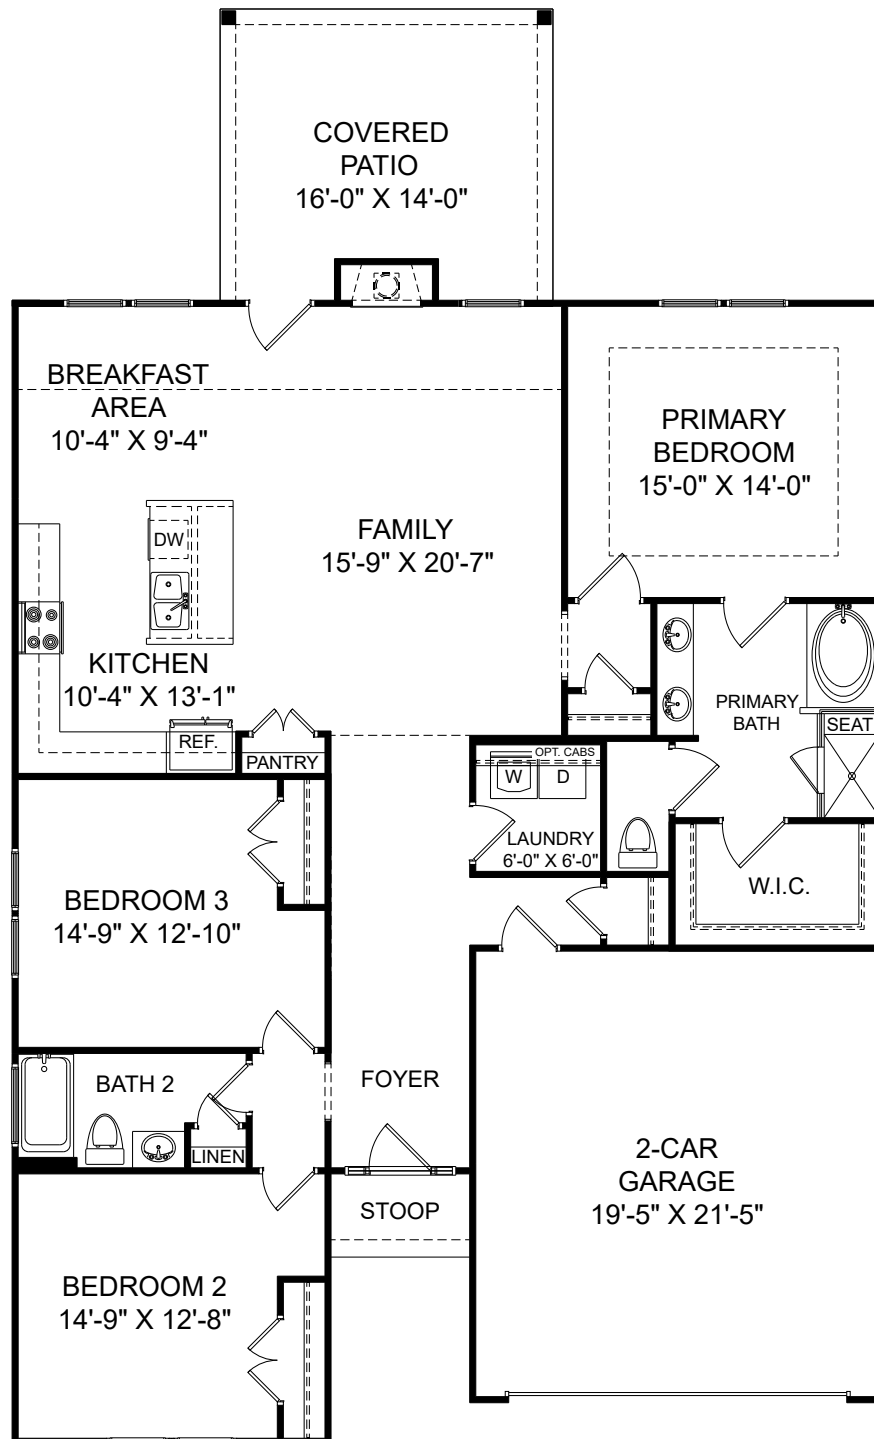 COVERED
PATIO
16'-0" X 14'-0"
BREAKFAST
AREA
10'-4" X 9'-4"
PRIMARY
BEDROOM
15'-0" X 14'-0"
DW
FAMILY
15'-9" X 20'-7"
KITCHEN
10'-4" X 13'-1"
REF.
PANTRY
PRIMARY
BATH
SEAT
OPT. CABS
W
D
LAUNDRY
6'-0" X 6'-0"
W.I.C.
BEDROOM 3
14'-9" X 12'-10"
BATH 2
LINEN
FOYER
STOOP
2-CAR
GARAGE
19'-5" X 21'-5"
BEDROOM 2
14'-9" X 12'-8"